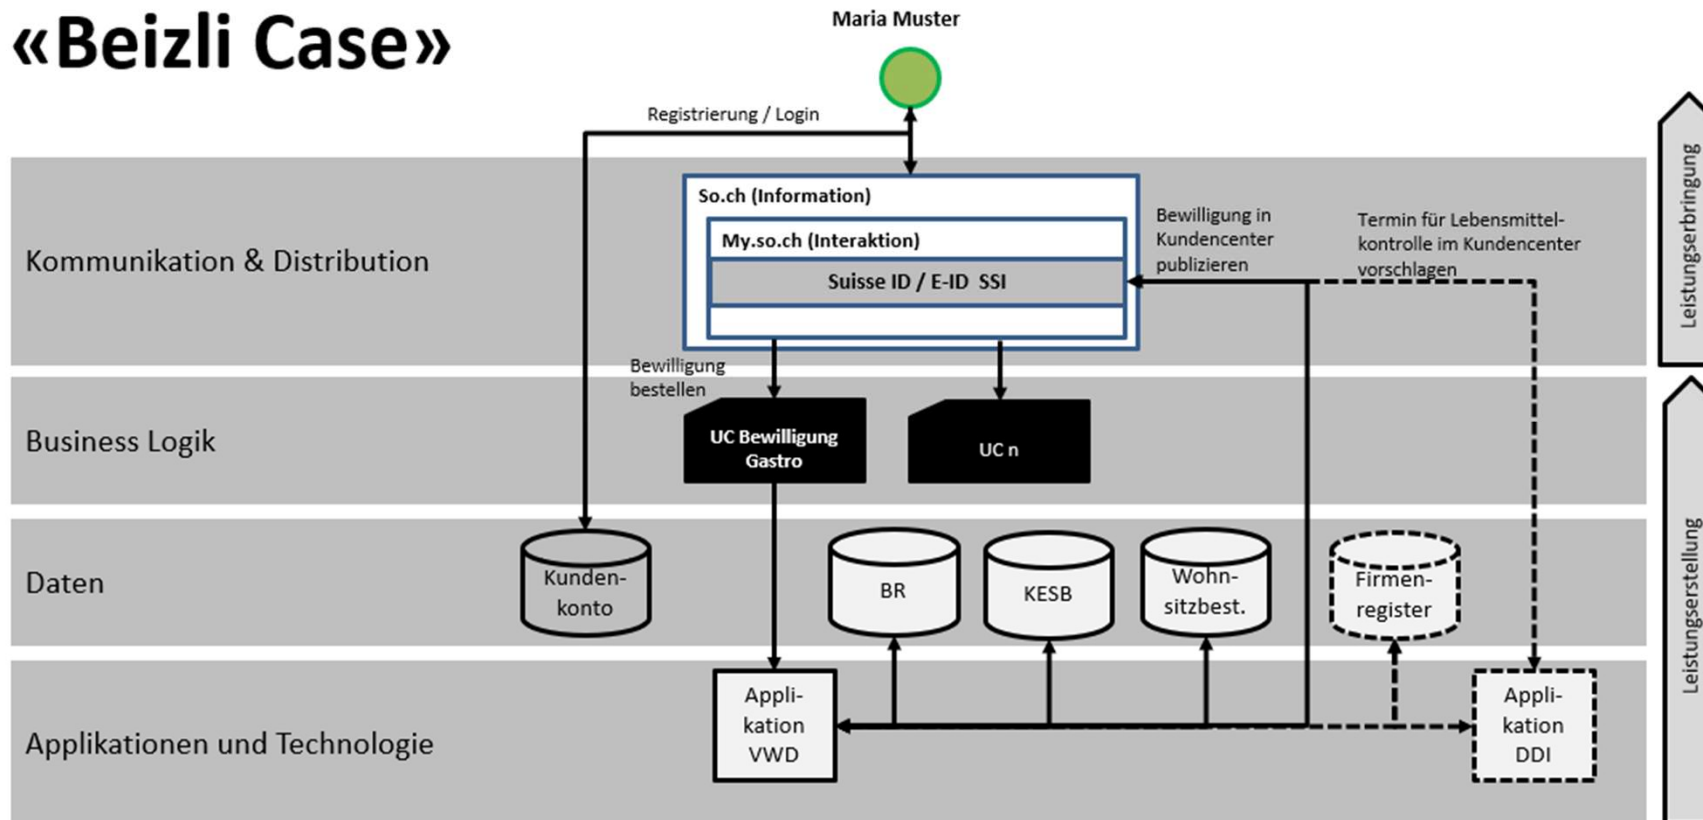 «Beizli Case»
Maria Muster
Registrierung / Login
Kommunikation & Distribution
So.ch (Information)
My.so.ch (Interaktion)
Suisse ID / E-ID  SSI
Bewilligung in
Kundencenter
publizieren
Termin für Lebensmittel-
kontrolle im Kundencenter
vorschlagen
Leistungserbringung
Bewilligung
bestellen
Business Logik
UC Bewilligung
Gastro
UC n
Daten
Kunden-
konto
BR
KESB
Wohn-
sitzbest.
Firmen-
register
Leistungserstellung
Applikationen und Technologie
Appli-
kation
VWD
Appli-
kation
DDI